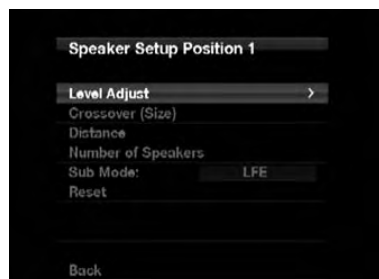 Speaker Setup Position 1
Level Adjust >
Crossover (Size)
Distance
Number of Speakers
Sub Mode: LFE
Reset
Back